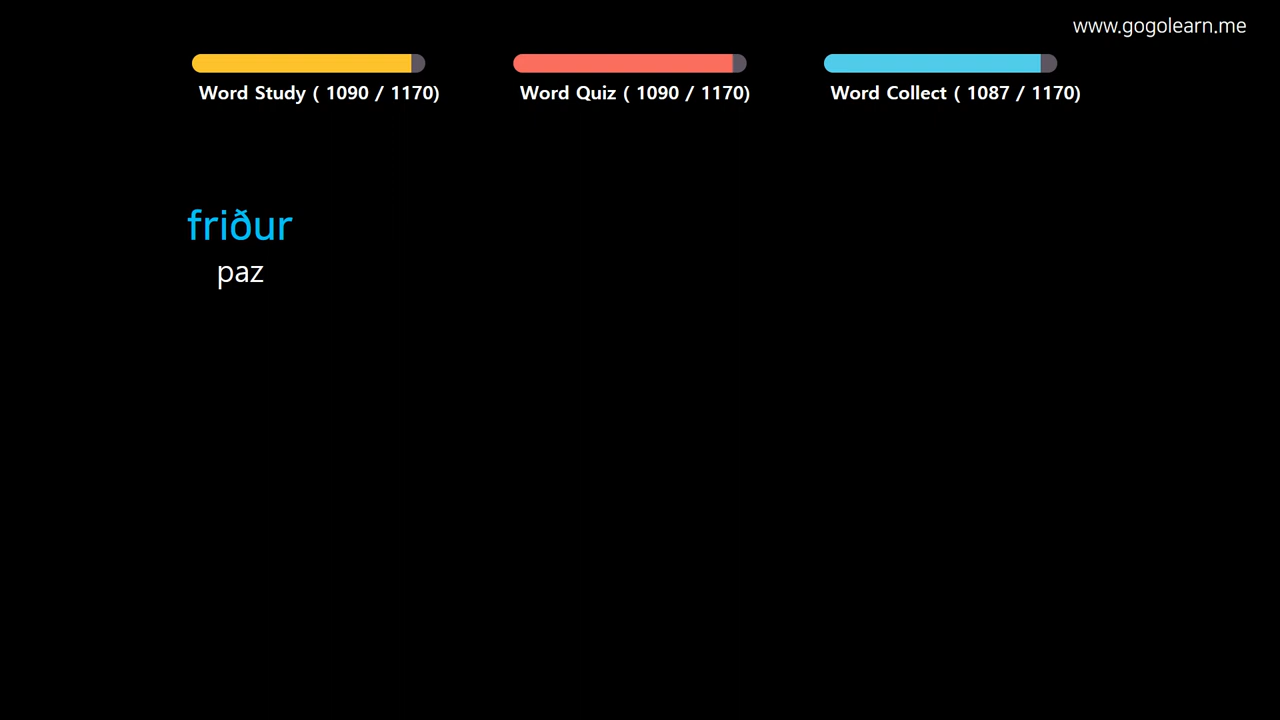 www.gogolearn.me
Word Study ( 1090 / 1170)
Word Quiz ( 1090 / 1170)
Word Collect ( 1087 / 1170)
friður
paz